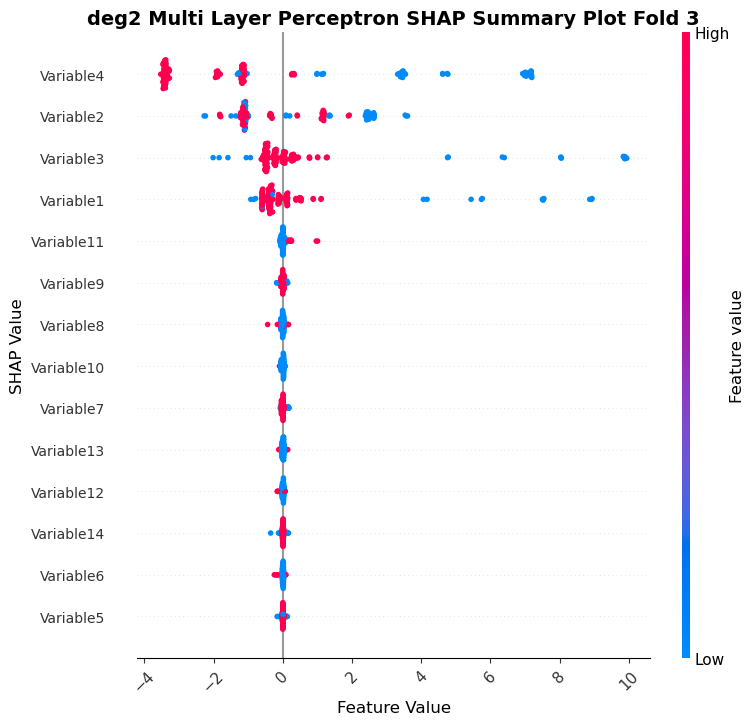 deg2 Multi Layer Perceptron SHAP Summary Plot Fold 3
High
Variable4
Variable2
Variable3
Variable1
Variable11
Variable9
Variable8
Variable10
Variable7
Variable13
Variable12
Variable14
Variable6
Variable5
SHAP Value
Feature value
Low
−4
−2
0
2
4
6
8
10
Feature Value